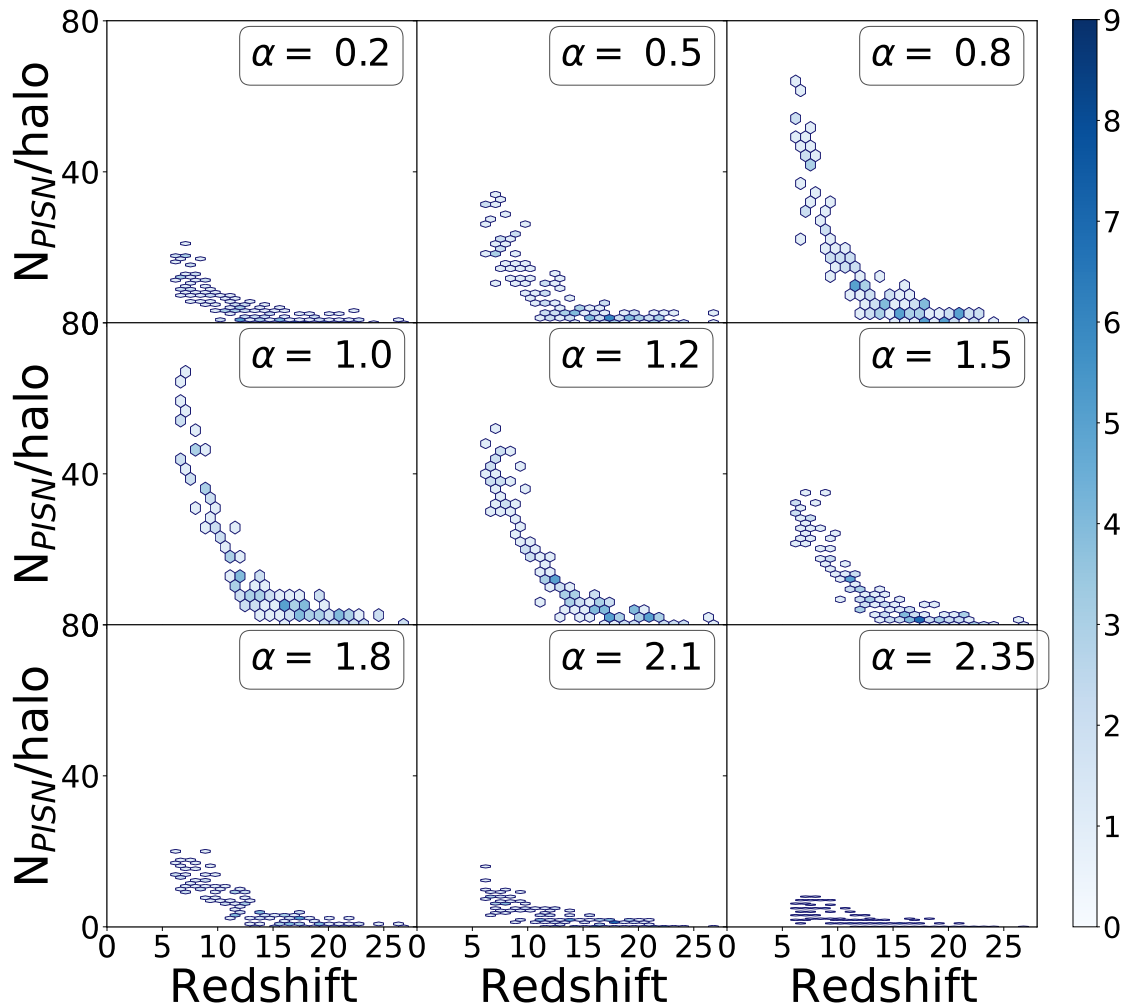 80
α = 0.2
α = 0.5
α = 0.8
9
8
7
6
5
4
3
2
1
0
N_PISN/halo
40
80
α = 1.0
α = 1.2
α = 1.5
N_PISN/halo
40
80
α = 1.8
α = 2.1
α = 2.35
N_PISN/halo
40
0
0 5 10 15 20 25 0 5 10 15 20 25 0 5 10 15 20 25
Redshift Redshift Redshift